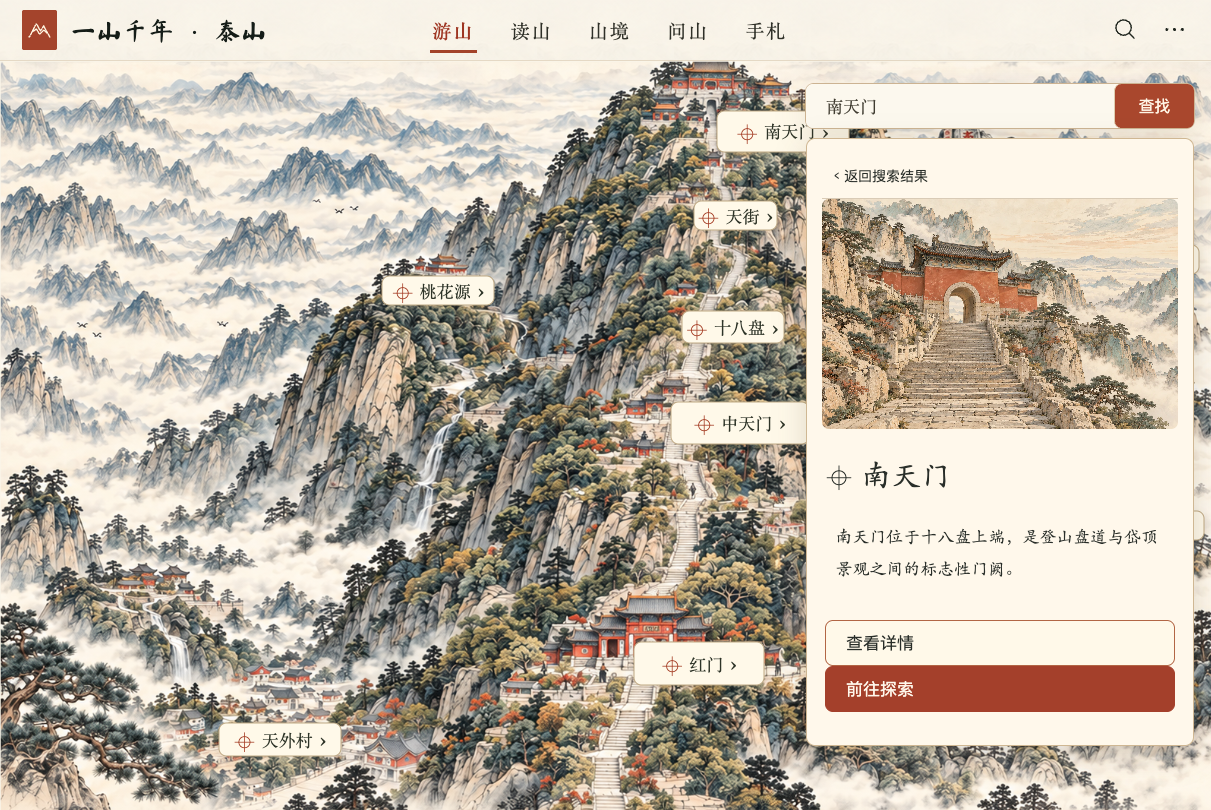 一山千年 · 泰山
游山
读山
山境
问山
手札
南天门
查找
南天门 ›
天街 ›
桃花源 ›
十八盘 ›
中天门 ›
红门 ›
天外村 ›
‹ 返回搜索结果
南天门
南天门位于十八盘上端，是登山盘道与岱顶
景观之间的标志性门阙。
查看详情
前往探索